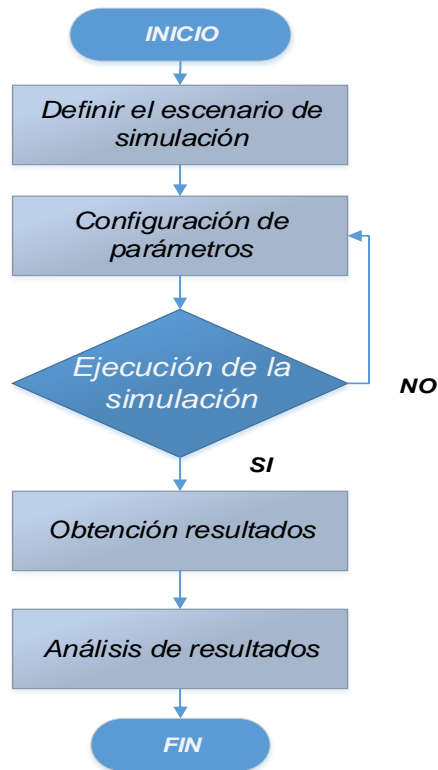 INICIO
Definir el escenario de
simulación
Configuración de
parámetros
Ejecución de la
simulación
NO
SI
Obtención resultados
Análisis de resultados
FIN